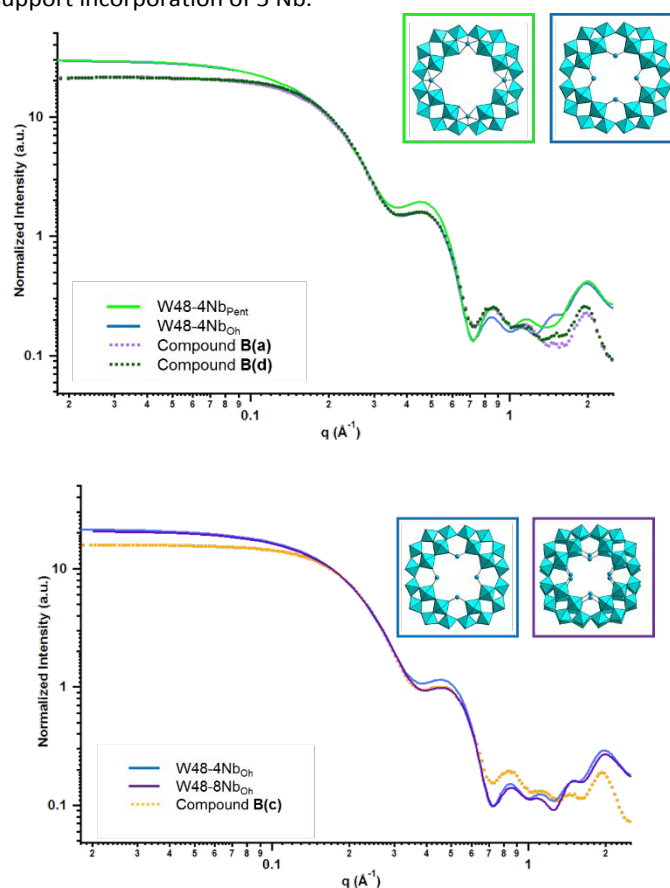 support incorporation of 3 Nb.
Normalized Intensity (a.u.)
10
1
0.1
W48-4NbPent
W48-4NbOh
Compound B(a)
Compound B(d)
2 3 4 5 6 7 8 9 0.1 2 3 4 5 6 7 8 9 1 2
q (Å-1)
Normalized Intensity (a.u.)
10
1
0.1
W48-4NbOh
W48-8NbOh
Compound B(c)
2 3 4 5 6 7 8 9 0.1 2 3 4 5 6 7 8 9 1 2
q (Å-1)